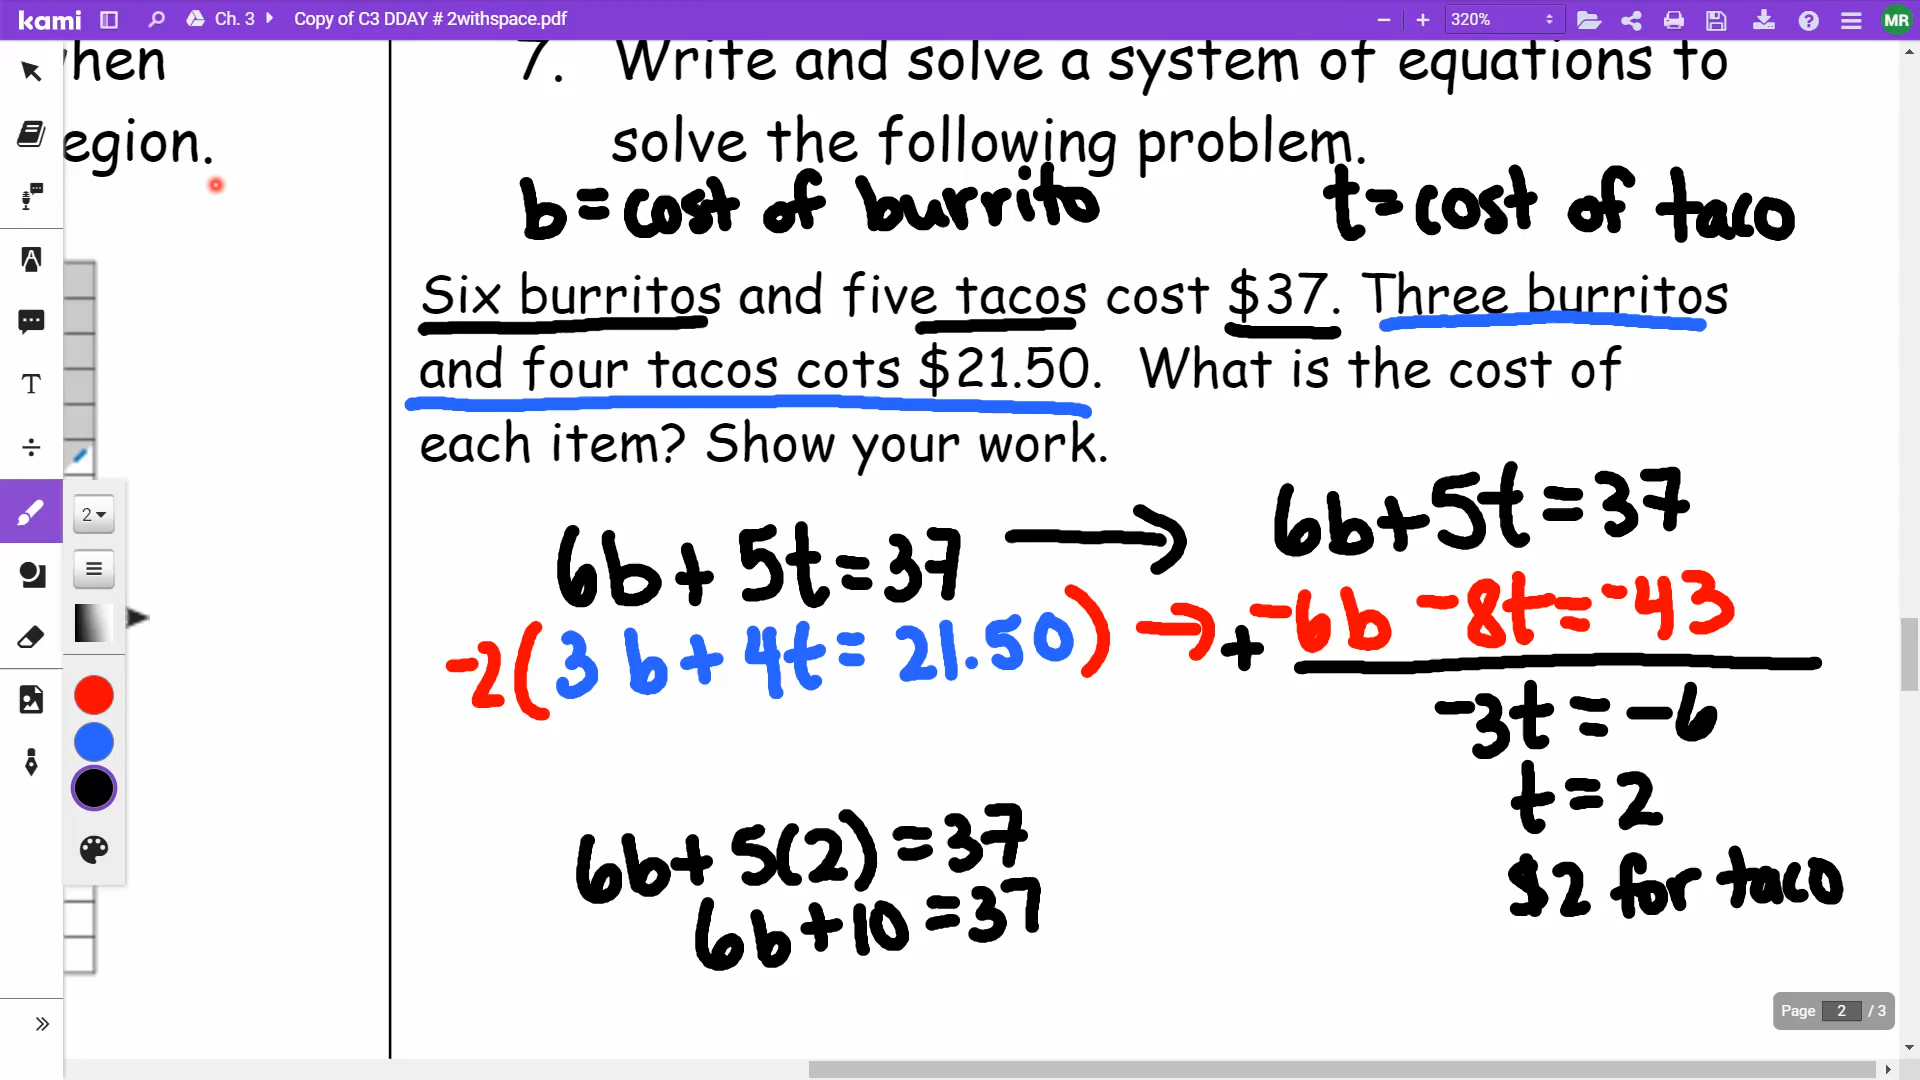 kami Ch. 3 Copy of C3 DDAY # 2withspace.pdf 320% MR
hen
egion.
7. Write and solve a system of equations to
solve the following problem.
b=cost of burrito t=cost of taco
Six burritos and five tacos cost $37. Three burritos
and four tacos cots $21.50. What is the cost of
each item? Show your work.
6b+5t=37 → 6b+5t=37
-2(3b+4t=21.50) → + -6b-8t=-43
-3t=-6
t=2
$2 for taco
6b+5(2)=37
6b+10=37
2
T
Page 2 / 3